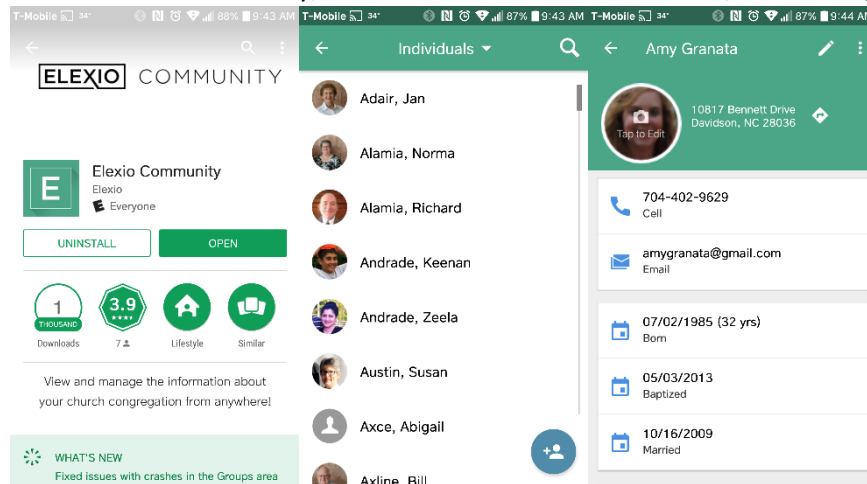 T-Mobile 34° 88% 9:43 AM
ELEXIO COMMUNITY
E
Elexio Community
Elexio
E Everyone
UNINSTALL
OPEN
1
THOUSAND
Downloads
3.9
7
Lifestyle
Similar
View and manage the information about
your church congregation from anywhere!
WHAT'S NEW
Fixed issues with crashes in the Groups area
T-Mobile 34° 87% 9:43 AM
Individuals
Adair, Jan
Alamia, Norma
Alamia, Richard
Andrade, Keenan
Andrade, Zeela
Austin, Susan
Axce, Abigail
Axline, Bill
T-Mobile 34° 87% 9:44 AM
Amy Granata
Tap to Edit
10817 Bennett Drive
Davidson, NC 28036
704-402-9629
Cell
amygranata@gmail.com
Email
07/02/1985 (32 yrs)
Born
05/03/2013
Baptized
10/16/2009
Married